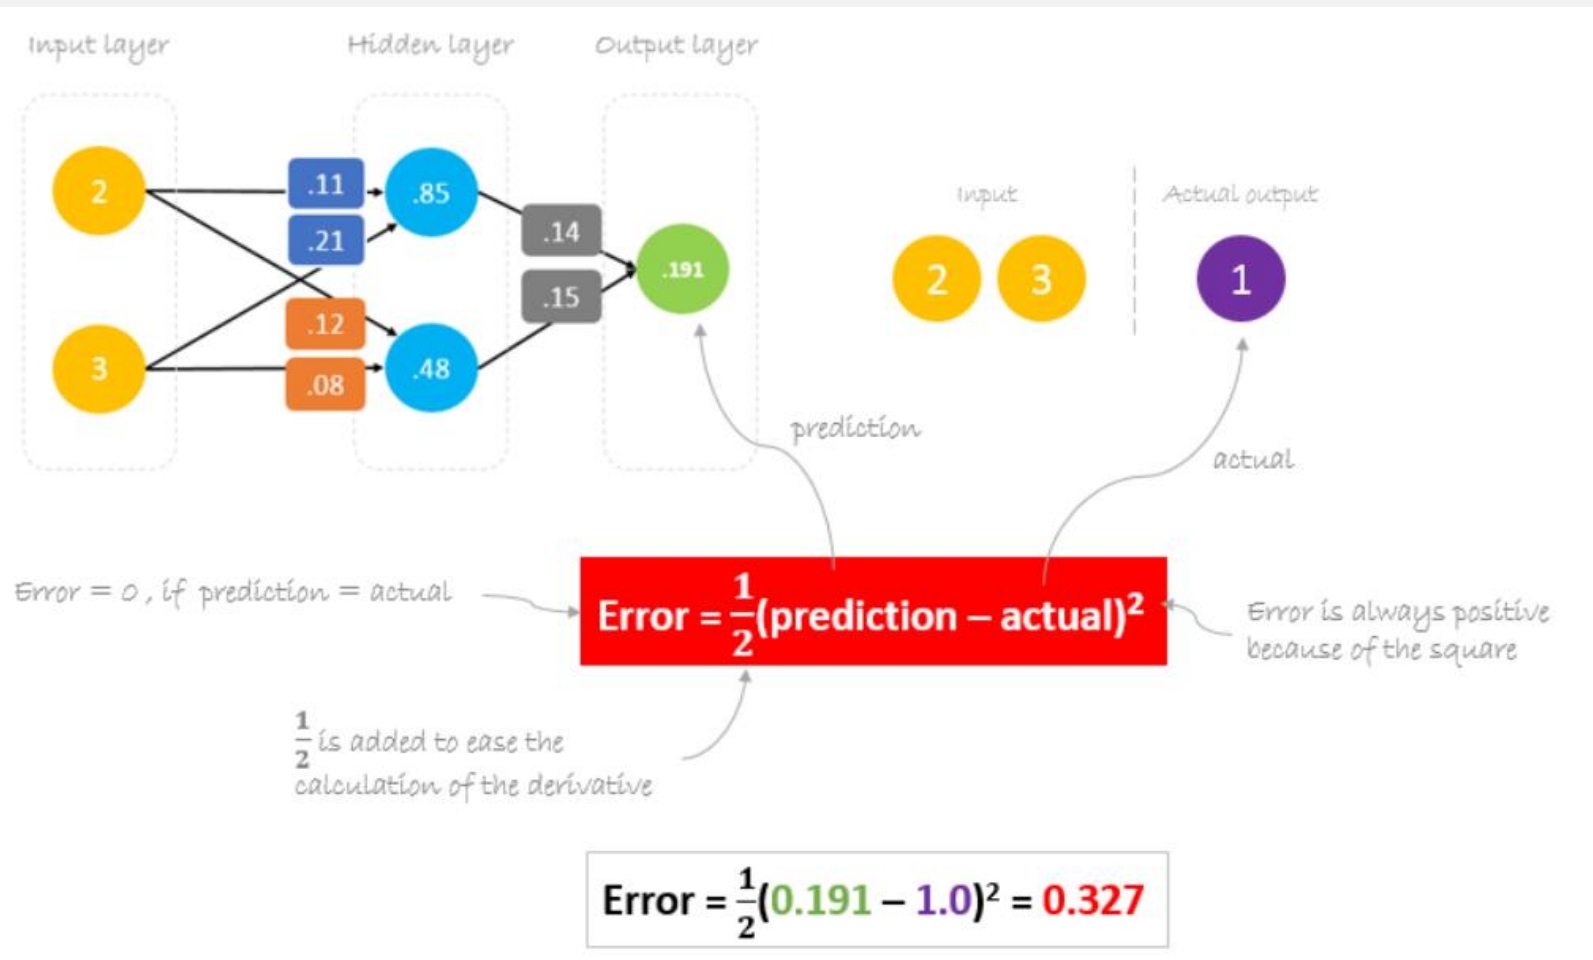 Input layer
Hidden layer
Output layer
2
.11
.85
.21
.14
.191
.15
.12
3
.08
.48
Input
Actual output
2 3
1
prediction
actual
Error = 0, if prediction = actual
Error = 1/2(prediction – actual)²
Error is always positive
because of the square
1/2 is added to ease the
calculation of the derivative
Error = 1/2(0.191 – 1.0)² = 0.327